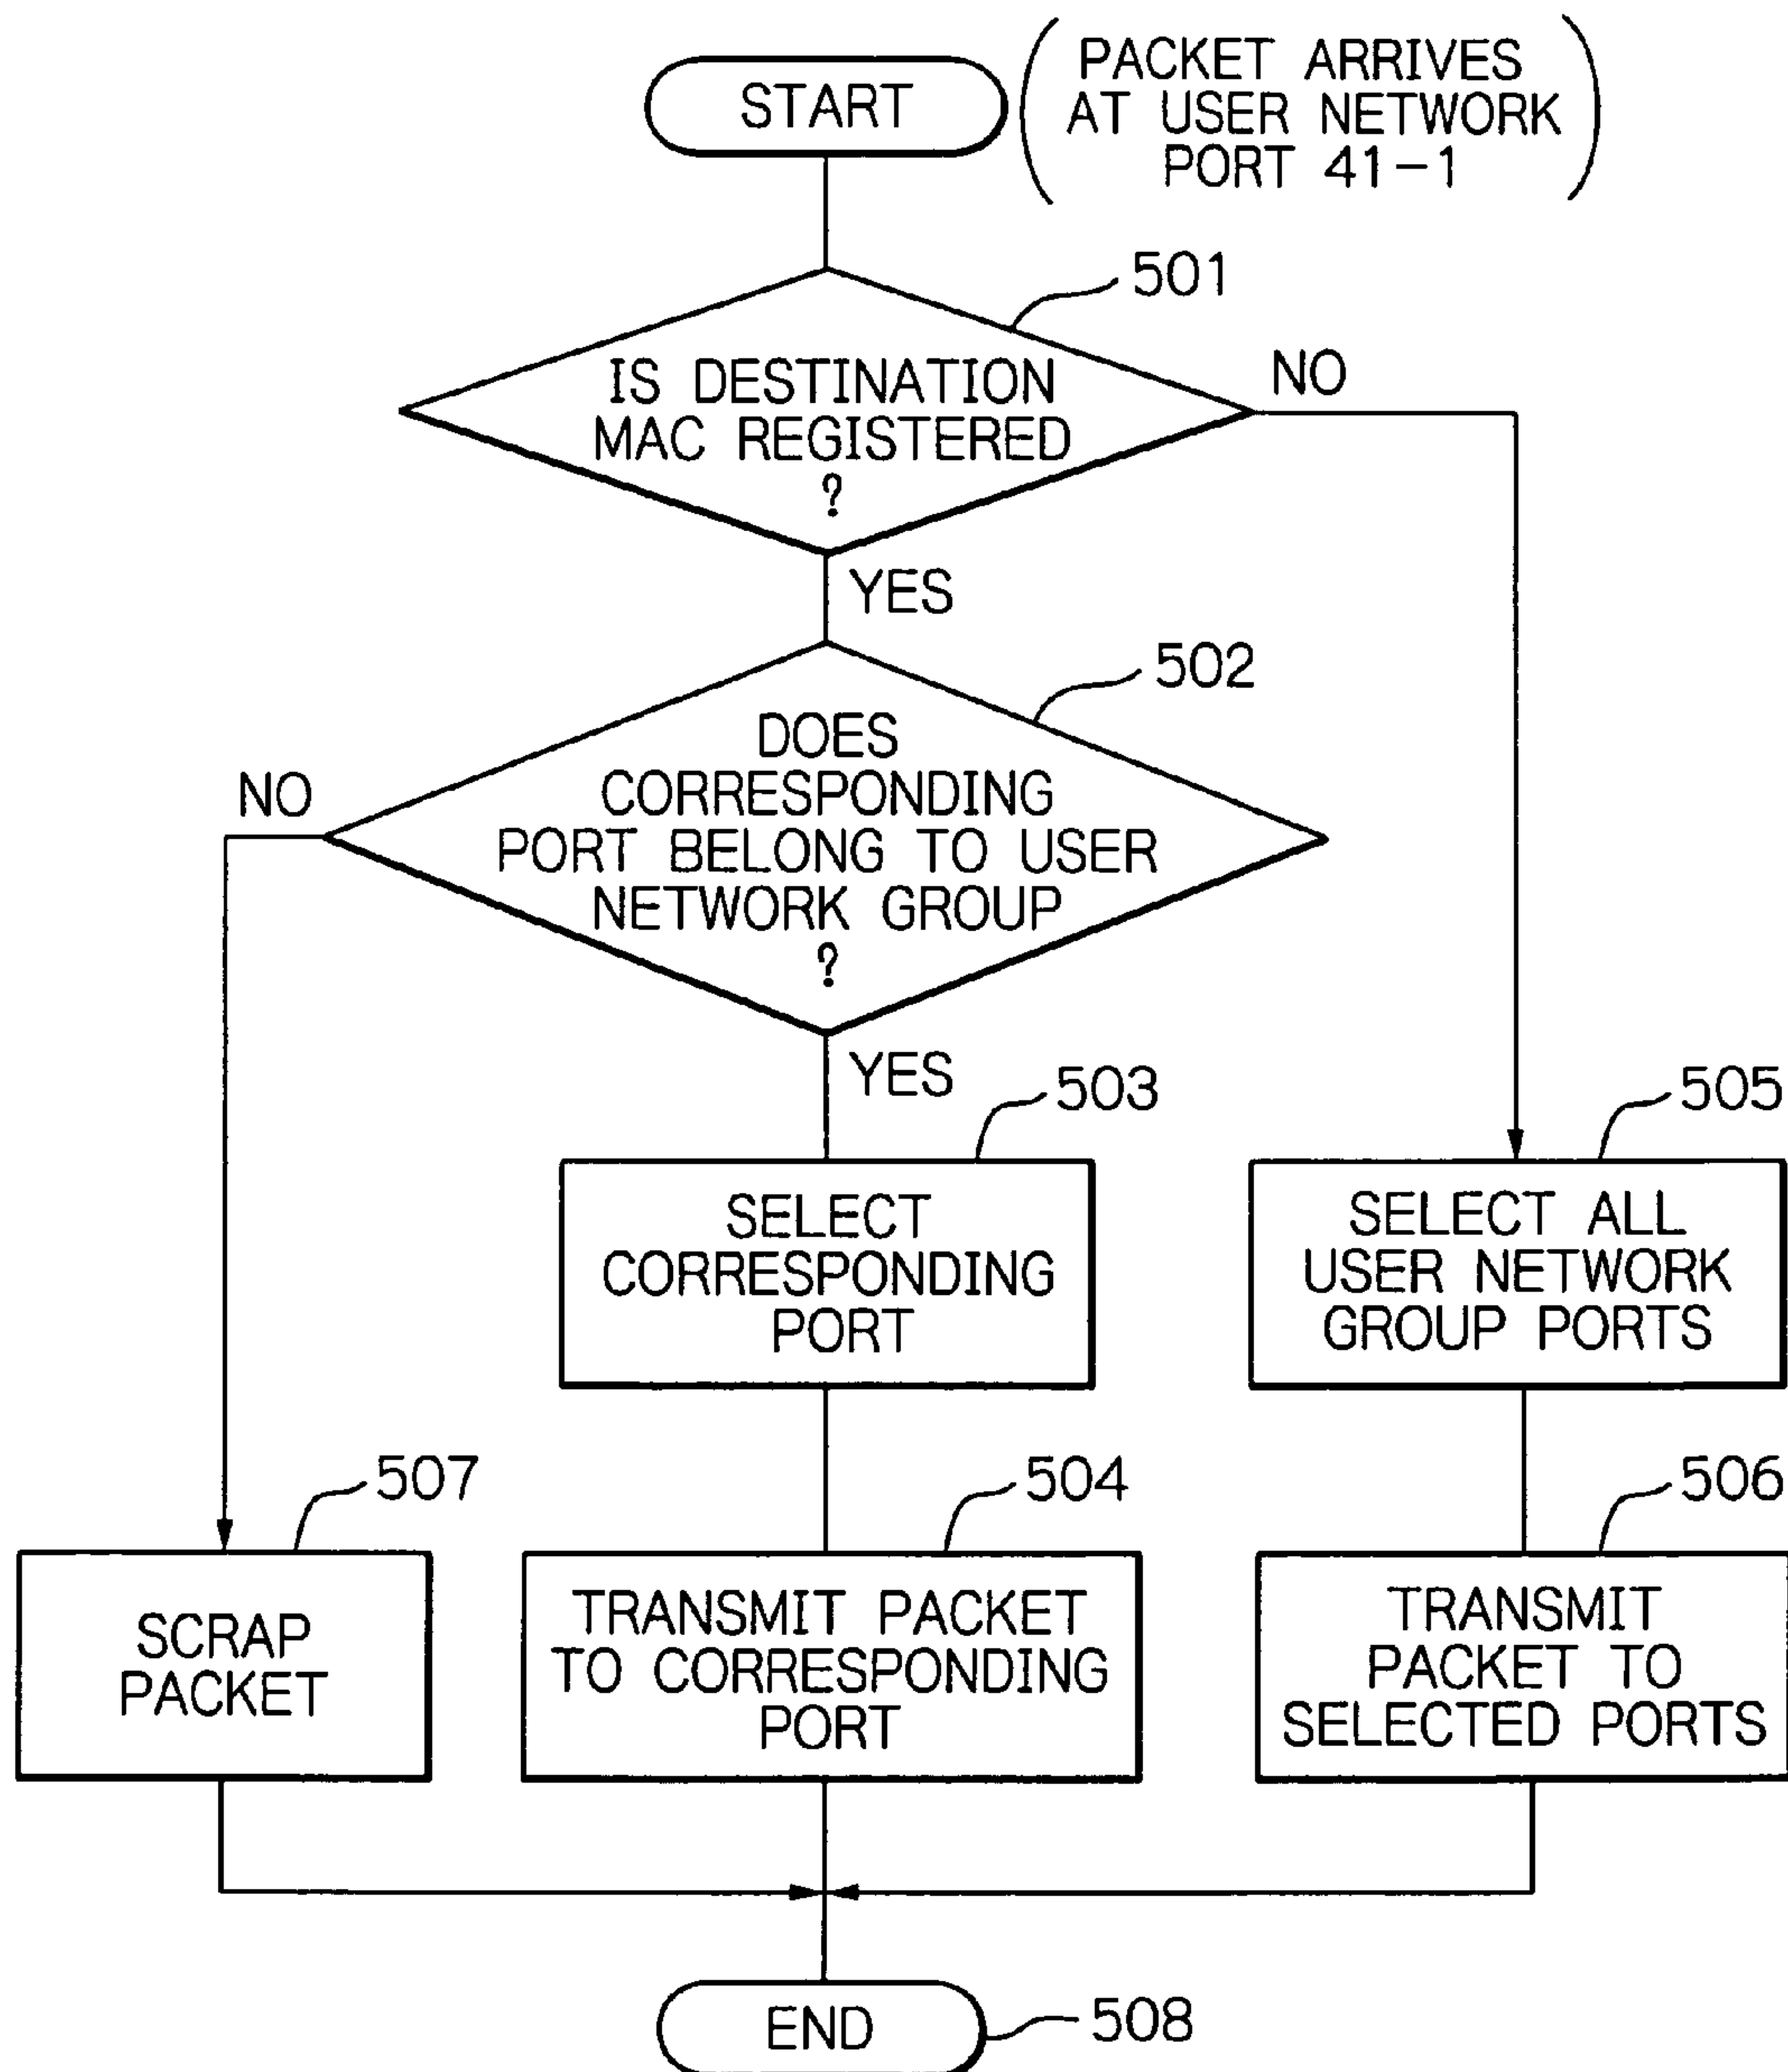 START
PACKET ARRIVES
AT USER NETWORK
PORT 41-1
501
IS DESTINATION
MAC REGISTERED
?
NO
YES
502
DOES
CORRESPONDING
PORT BELONG TO USER
NETWORK GROUP
?
NO
YES
503
SELECT
CORRESPONDING
PORT
505
SELECT ALL
USER NETWORK
GROUP PORTS
507
SCRAP
PACKET
504
TRANSMIT PACKET
TO CORRESPONDING
PORT
506
TRANSMIT
PACKET TO
SELECTED PORTS
END
508